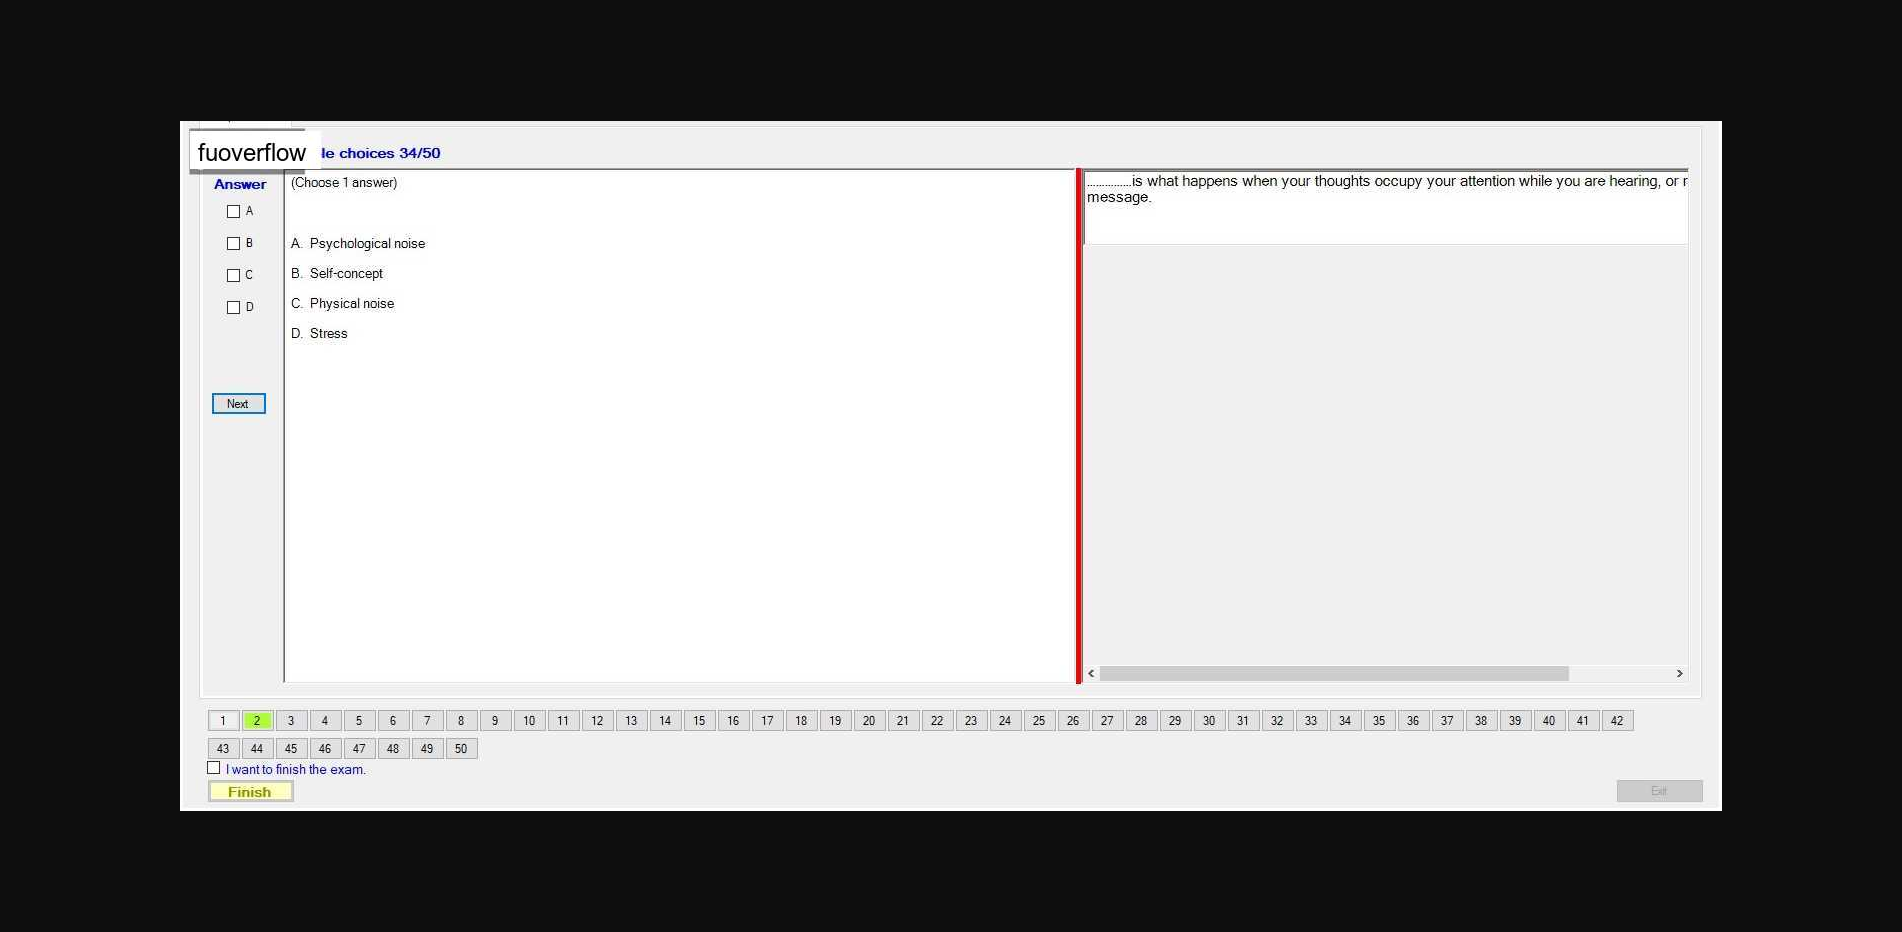 fuoverflow
le choices 34/50
Answer
(Choose 1 answer)
A
B
C
D
A. Psychological noise
B. Self-concept
C. Physical noise
D. Stress
Next
...............is what happens when your thoughts occupy your attention while you are hearing, or
message.
1 2 3 4 5 6 7 8 9 10 11 12 13 14 15 16 17 18 19 20 21 22 23 24 25 26 27 28 29 30 31 32 33 34 35 36 37 38 39 40 41 42
43 44 45 46 47 48 49 50
I want to finish the exam.
Finish
Exit